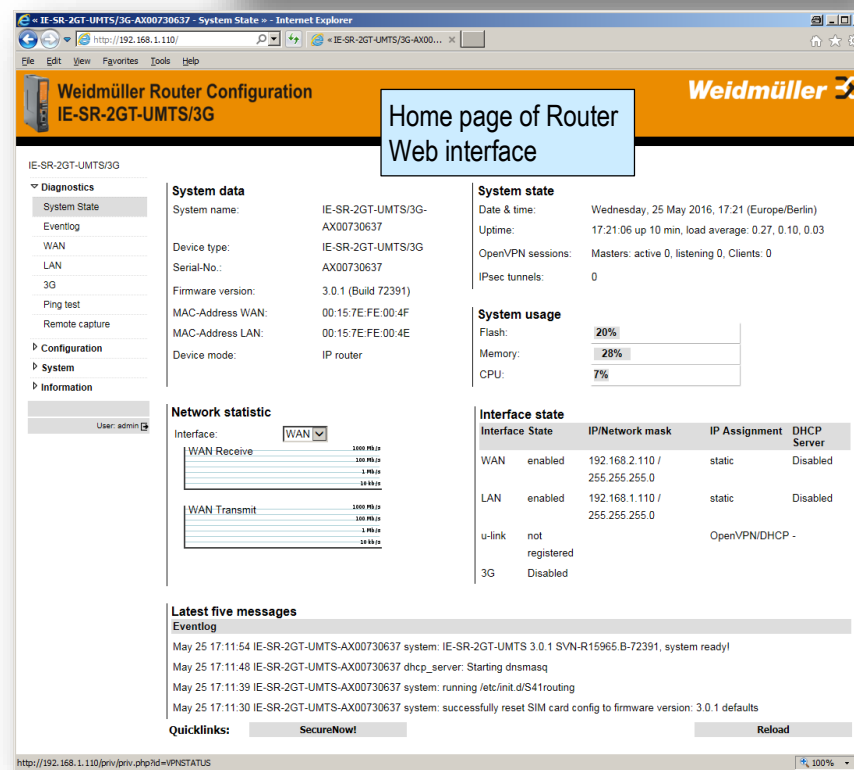 « IE-SR-2GT-UMTS/3G-AX00730637 - System State » - Internet Explorer
http://192.168.1.110/
« IE-SR-2GT-UMTS/3G-AX00... ×
File Edit View Favorites Tools Help
Weidmüller Router Configuration
IE-SR-2GT-UMTS/3G
Weidmüller
Home page of Router
Web interface
IE-SR-2GT-UMTS/3G
Diagnostics
System State
Eventlog
WAN
LAN
3G
Ping test
Remote capture
Configuration
System
Information
User: admin
System data
System name: IE-SR-2GT-UMTS/3G-
AX00730637
Device type: IE-SR-2GT-UMTS/3G
Serial-No.: AX00730637
Firmware version: 3.0.1 (Build 72391)
MAC-Address WAN: 00:15:7E:FE:00:4F
MAC-Address LAN: 00:15:7E:FE:00:4E
Device mode: IP router
System state
Date & time: Wednesday, 25 May 2016, 17:21 (Europe/Berlin)
Uptime: 17:21:06 up 10 min, load average: 0.27, 0.10, 0.03
OpenVPN sessions: Masters: active 0, listening 0, Clients: 0
IPsec tunnels: 0
System usage
Flash: 20%
Memory: 28%
CPU: 7%
Network statistic
Interface: WAN
WAN Receive
1000 Mb/s
100 Mb/s
1 Mb/s
10 kb/s
WAN Transmit
1000 Mb/s
100 Mb/s
1 Mb/s
10 kb/s
Interface state
Interface State IP/Network mask IP Assignment DHCP
Server
WAN enabled 192.168.2.110 / static Disabled
255.255.255.0
LAN enabled 192.168.1.110 / static Disabled
255.255.255.0
u-link not OpenVPN/DHCP -
registered
3G Disabled
Latest five messages
Eventlog
May 25 17:11:54 IE-SR-2GT-UMTS-AX00730637 system: IE-SR-2GT-UMTS 3.0.1 SVN-R15965.B-72391, system ready!
May 25 17:11:48 IE-SR-2GT-UMTS-AX00730637 dhcp_server: Starting dnsmasq
May 25 17:11:39 IE-SR-2GT-UMTS-AX00730637 system: running /etc/init.d/S41routing
May 25 17:11:30 IE-SR-2GT-UMTS-AX00730637 system: successfully reset SIM card config to firmware version: 3.0.1 defaults
Quicklinks: SecureNow! Reload
http://192.168.1.110/priv/priv.php?id=VPNSTATUS
100%